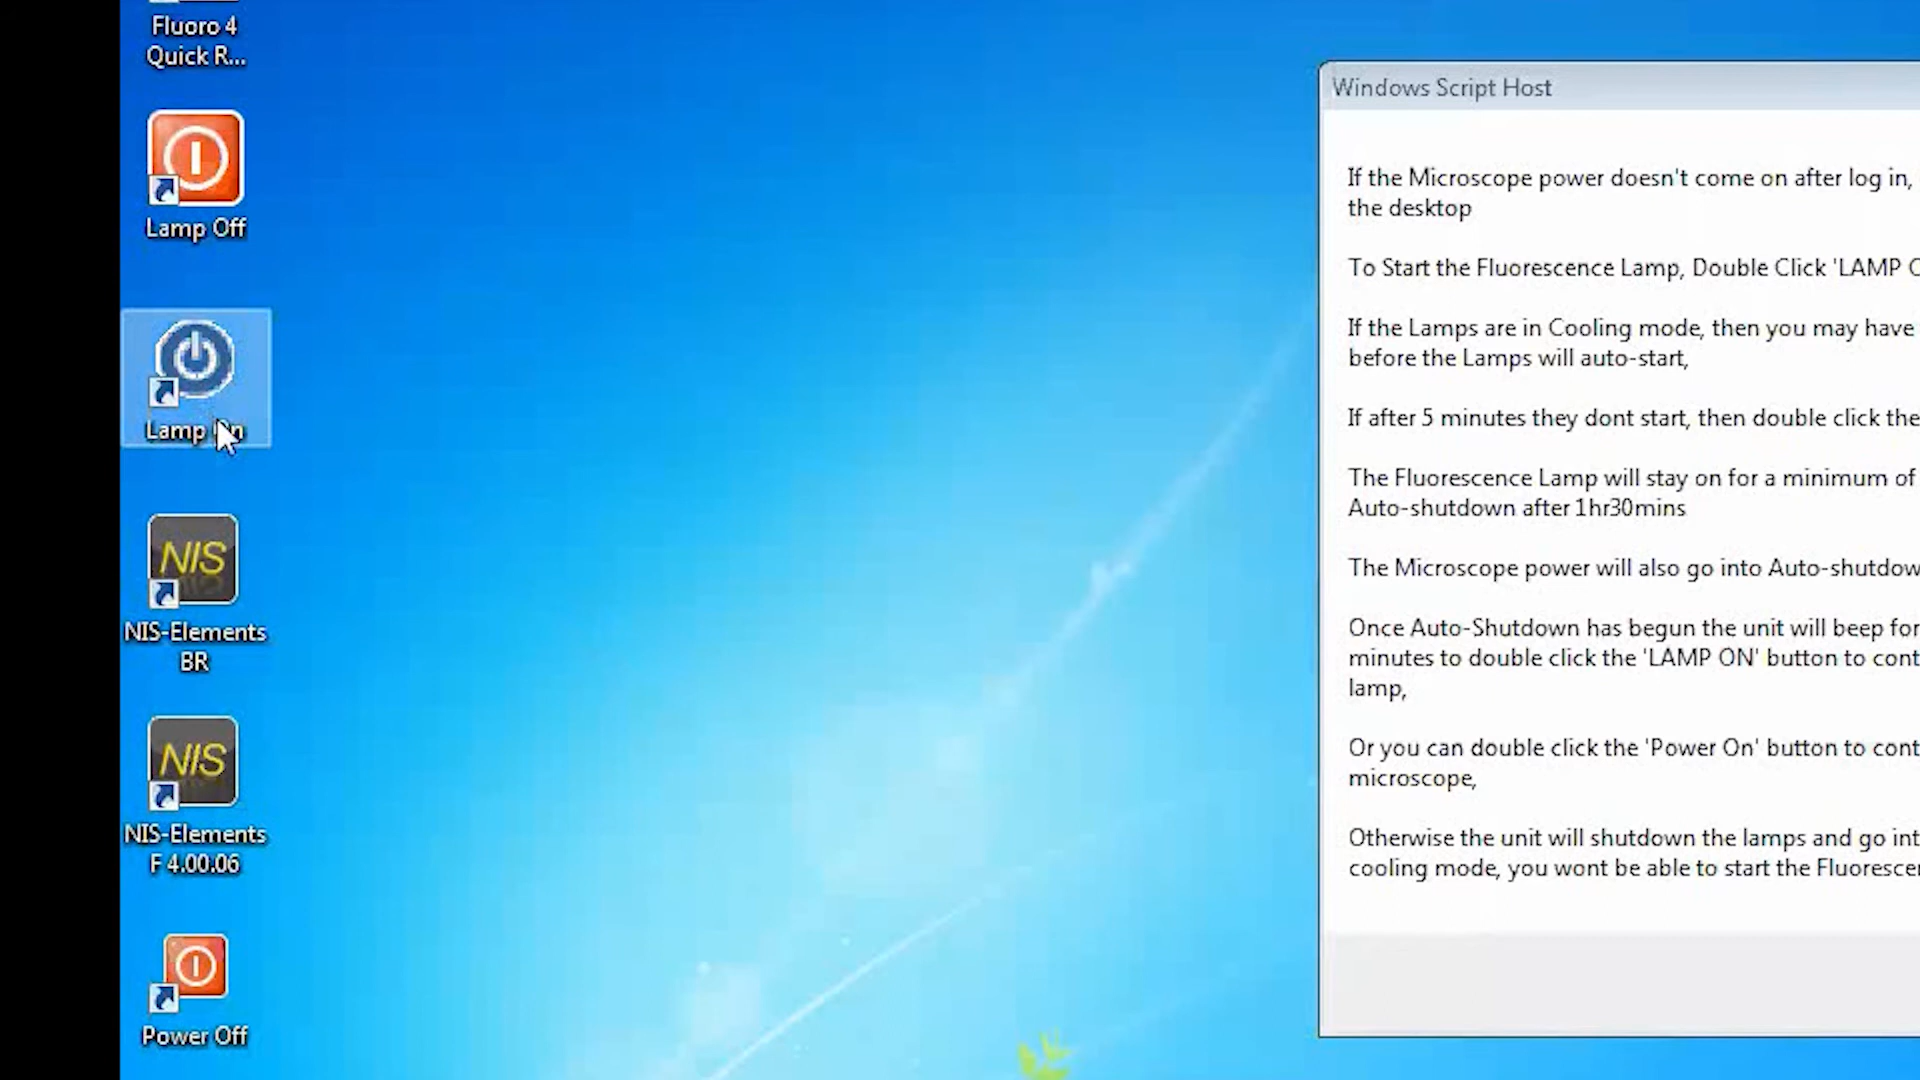 Fluoro 4
Quick R...
Lamp Off
Lamp On
NIS
NIS-Elements
BR
NIS
NIS-Elements
F 4.00.06
Power Off
Windows Script Host
If the Microscope power doesn't come on after log in,
the desktop
To Start the Fluorescence Lamp, Double Click 'LAMP
If the Lamps are in Cooling mode, then you may have
before the Lamps will auto-start,
If after 5 minutes they dont start, then double click the
The Fluorescence Lamp will stay on for a minimum of
Auto-shutdown after 1hr30mins
The Microscope power will also go into Auto-shutdow
Once Auto-Shutdown has begun the unit will beep for
minutes to double click the 'LAMP ON' button to cont
lamp,
Or you can double click the 'Power On' button to cont
microscope,
Otherwise the unit will shutdown the lamps and go int
cooling mode, you wont be able to start the Fluorescer